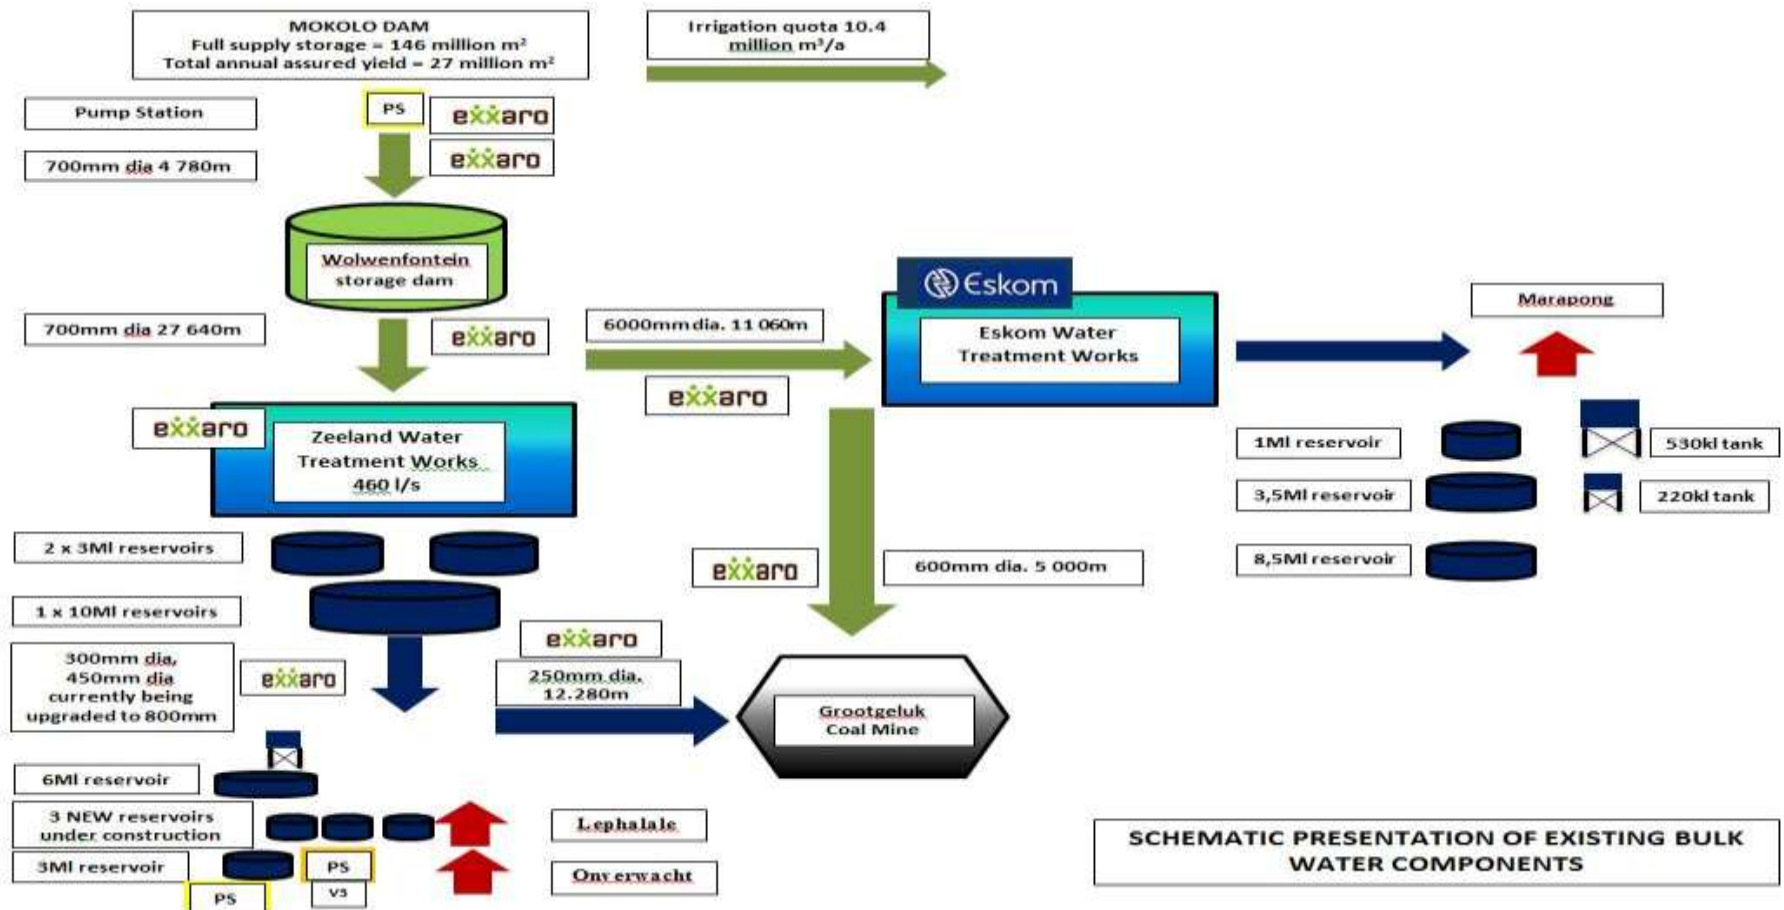 MOKOLO DAM
Full supply storage = 146 million m²
Total annual assured yield = 27 million m²
Irrigation quota 10.4
million m³/a
Pump Station
PS
exxaro
700mm dia 4 780m
exxaro
Wolwenfontein
storage dam
700mm dia 27 640m
exxaro
6000mm dia. 11 060m
exxaro
Eskom
Eskom Water
Treatment Works
Marapong
exxaro
Zeeland Water
Treatment Works
460 l/s
1Ml reservoir
530kl tank
3,5Ml reservoir
220kl tank
8,5Ml reservoir
2 x 3Ml reservoirs
1 x 10Ml reservoirs
exxaro
600mm dia. 5 000m
300mm dia,
450mm dia
currently being
upgraded to 800mm
exxaro
exxaro
250mm dia.
12.280m
Grootgeluk
Coal Mine
6Ml reservoir
3 NEW reservoirs
under construction
Lephalale
3Ml reservoir
PS
V3
PS
Onverwacht
SCHEMATIC PRESENTATION OF EXISTING BULK
WATER COMPONENTS